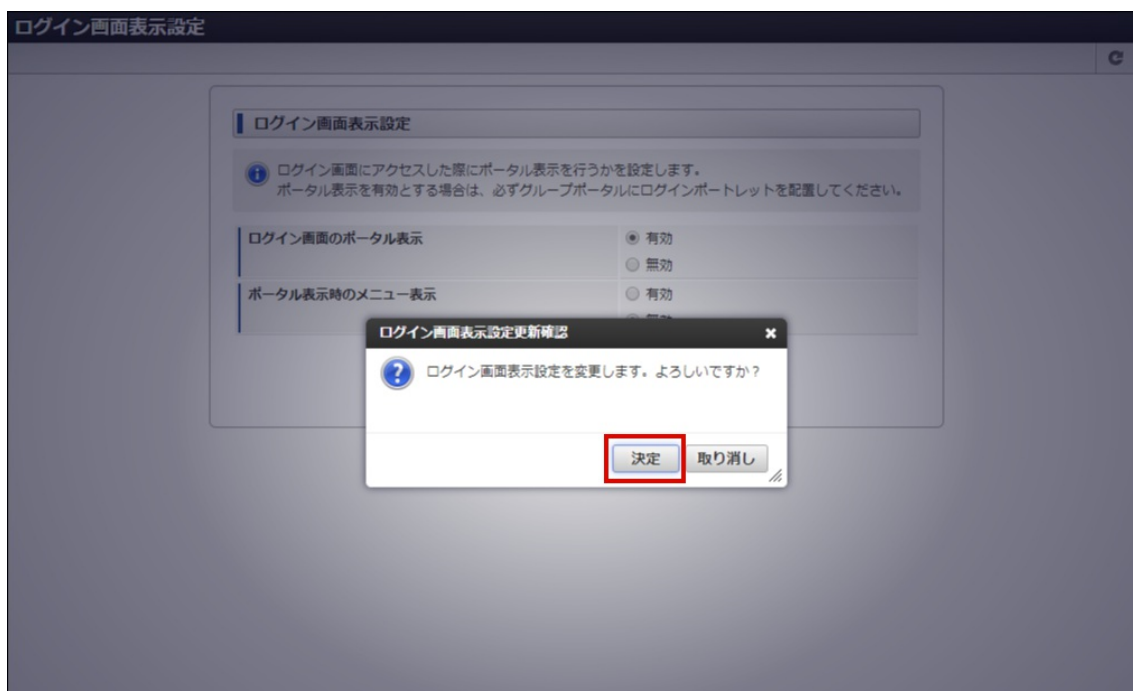 ログイン画面表示設定
ログイン画面表示設定
ログイン画面にアクセスした際にポータル表示を行うかを設定します。
ポータル表示を有効とする場合は、必ずグループポータルにログインポートレットを配置してください。
ログイン画面のポータル表示
有効
無効
ポータル表示時のメニュー表示
有効
ログイン画面表示設定更新確認
ログイン画面表示設定を変更します。よろしいですか？
決定
取り消し